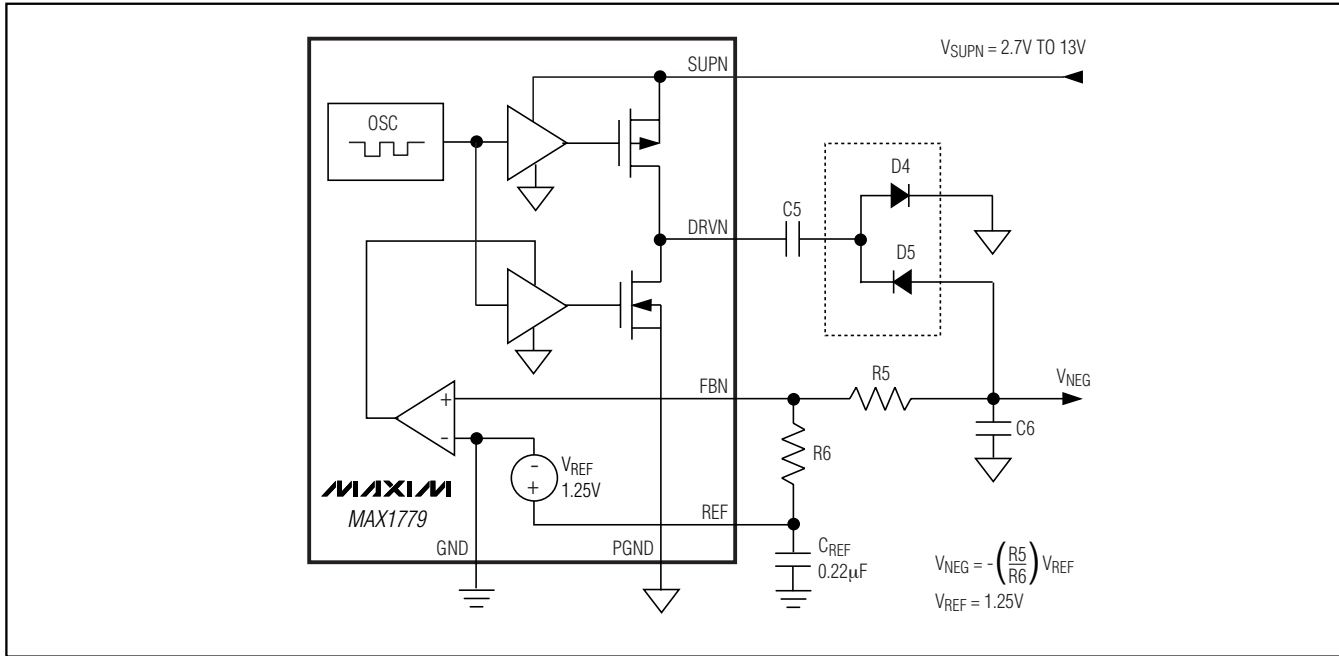 SUPN
V_SUPN = 2.7V TO 13V
OSC
D4
C5
DRVN
D5
FBN
R5
V_NEG
+
-
R6
C6
-
+
V_REF
1.25V
MAXIM
MAX1779
REF
GND
PGND
C_REF
0.22µF
V_NEG = -(R5/R6) V_REF
V_REF = 1.25V